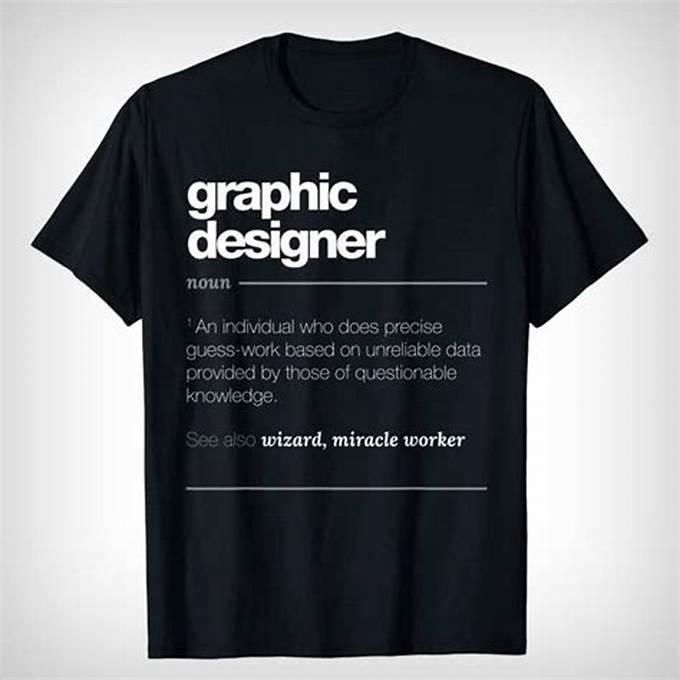 graphic
designer
noun
¹ An individual who does precise
guess-work based on unreliable data
provided by those of questionable
knowledge.
See also wizard, miracle worker